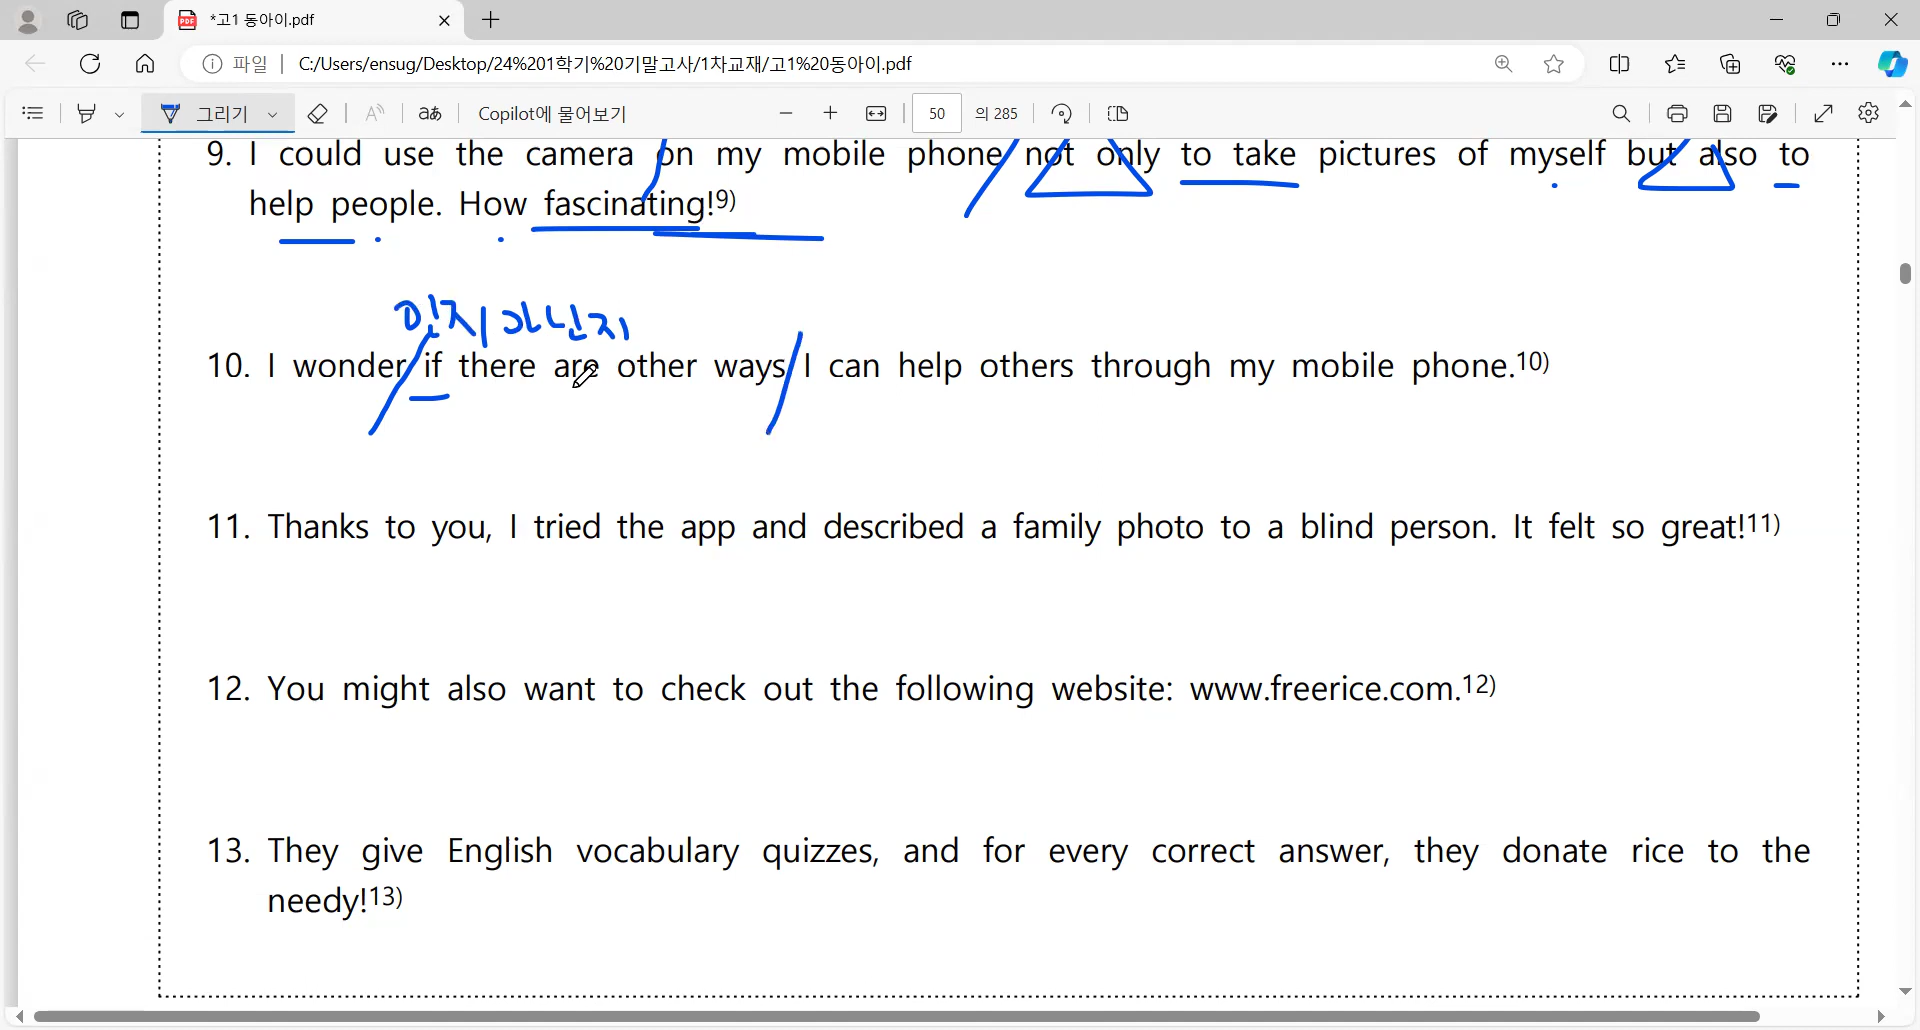 *고1 동아이.pdf
파일 C:/Users/ensug/Desktop/24%201학기%20기말고사/1차교재/고1%20동아이.pdf
그리기 aあ Copilot에 물어보기 50 의 285
9. I could use the camera on my mobile phone not only to take pictures of myself but also to
help people. How fascinating!9)
인지 아닌지
10. I wonder if there are other ways I can help others through my mobile phone.10)
11. Thanks to you, I tried the app and described a family photo to a blind person. It felt so great!11)
12. You might also want to check out the following website: www.freerice.com.12)
13. They give English vocabulary quizzes, and for every correct answer, they donate rice to the
needy!13)